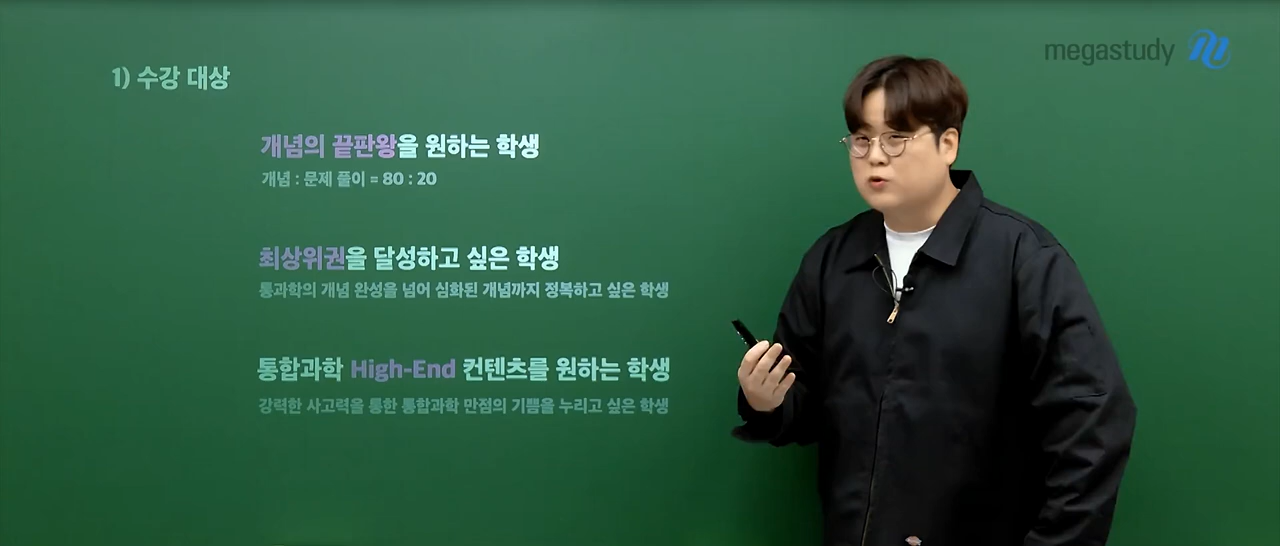 megastudy
1) 수강 대상
개념의 끝판왕을 원하는 학생
개념 : 문제 풀이 = 80 : 20
최상위권을 달성하고 싶은 학생
통과학의 개념 완성을 넘어 심화된 개념까지 정복하고 싶은 학생
통합과학 High-End 컨텐츠를 원하는 학생
강력한 사고력을 통한 통합과학 만점의 기쁨을 누리고 싶은 학생